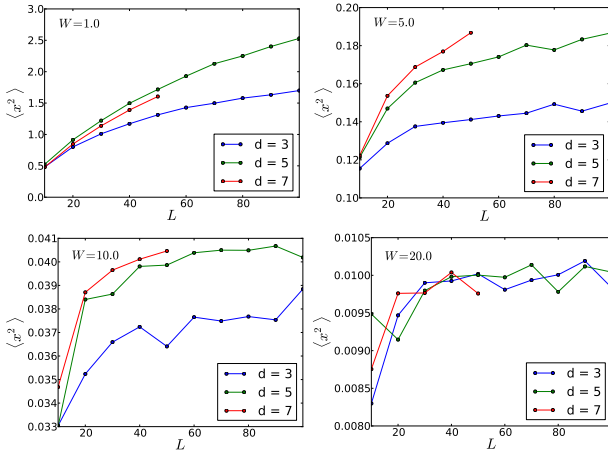 W=1.0
3.0
2.5
2.0
1.5
1.0
0.5
0.0
⟨x²⟩
20 40 60 80
L
d = 3
d = 5
d = 7
W=5.0
0.20
0.18
0.16
0.14
0.12
0.10
⟨x²⟩
20 40 60 80
L
d = 3
d = 5
d = 7
W=10.0
0.041
0.040
0.039
0.038
0.037
0.036
0.035
0.034
0.033
⟨x²⟩
20 40 60 80
L
d = 3
d = 5
d = 7
W=20.0
0.0105
0.0100
0.0095
0.0090
0.0085
0.0080
⟨x²⟩
20 40 60 80
L
d = 3
d = 5
d = 7